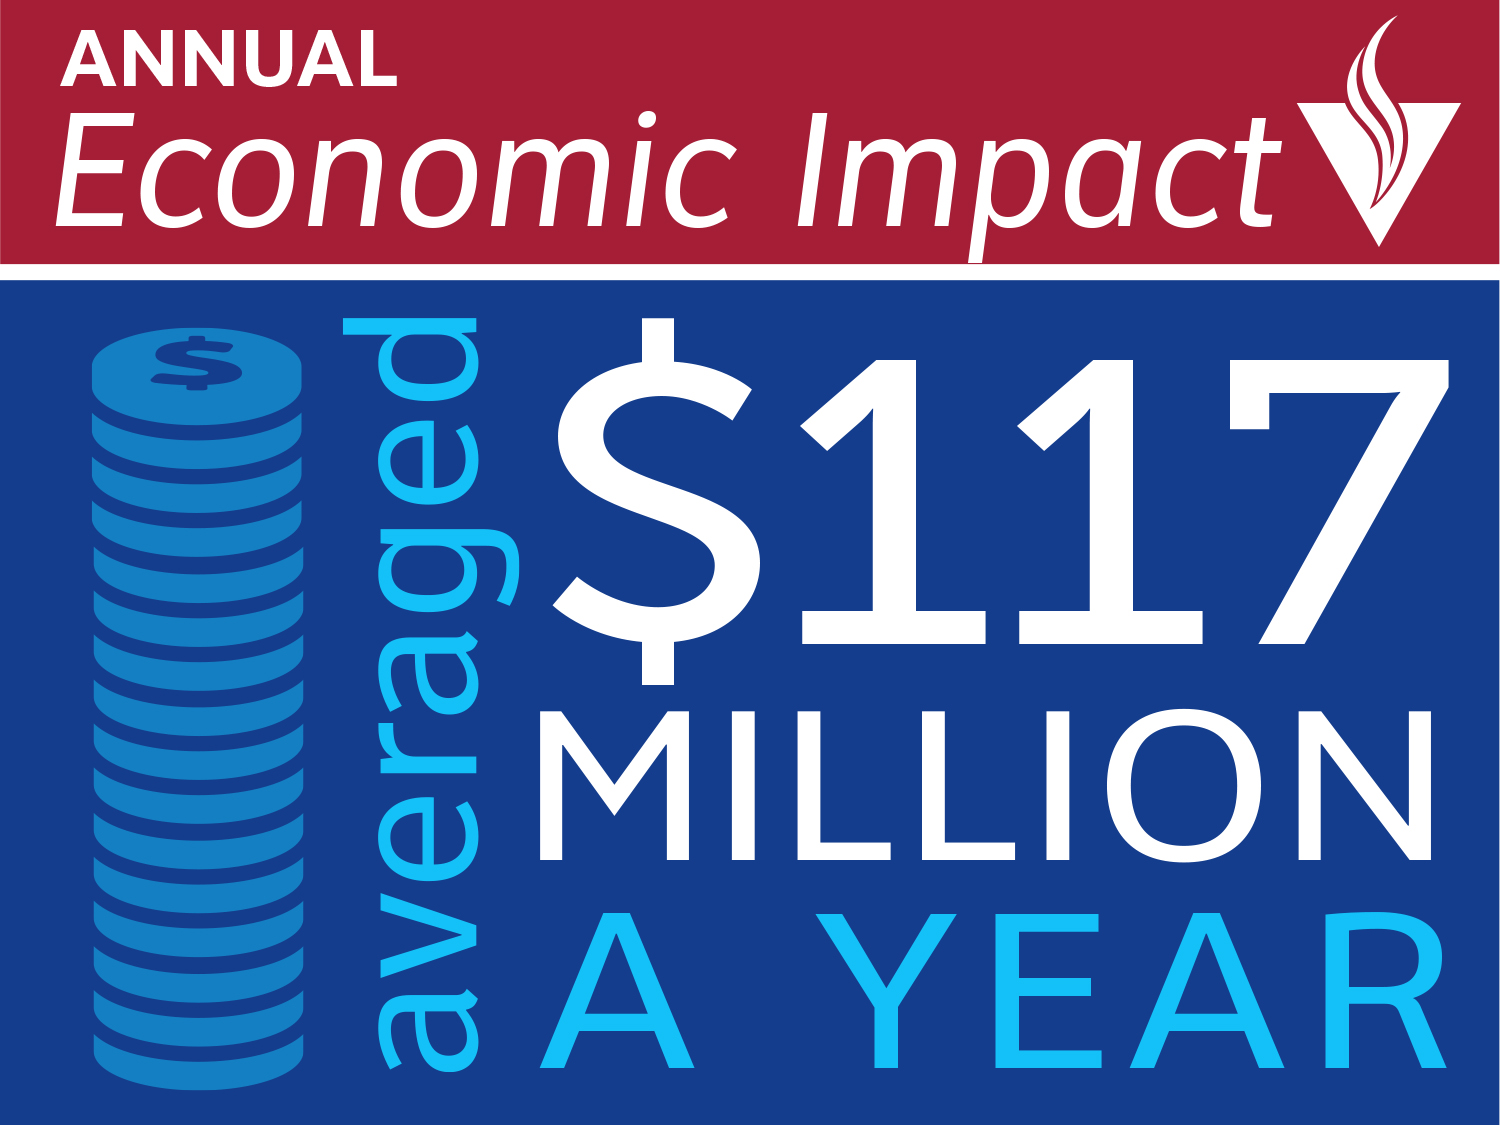 ANNUAL
Economic Impact
$
averaged
$117
MILLION
A YEAR